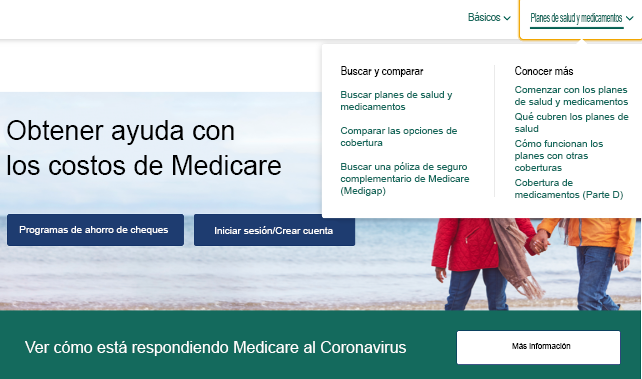 Básicos
Planes de salud y medicamentos
Buscar y comparar
Buscar planes de salud y
medicamentos
Comparar las opciones de
cobertura
Buscar una póliza de seguro
complementario de Medicare
(Medigap)
Conocer más
Comenzar con los planes
de salud y medicamentos
Qué cubren los planes de
salud
Cómo funcionan los
planes con otras
coberturas
Cobertura de
medicamentos (Parte D)
Obtener ayuda con
los costos de Medicare
Programas de ahorro de cheques
Iniciar sesión/Crear cuenta
Ver cómo está respondiendo Medicare al Coronavirus
Más información